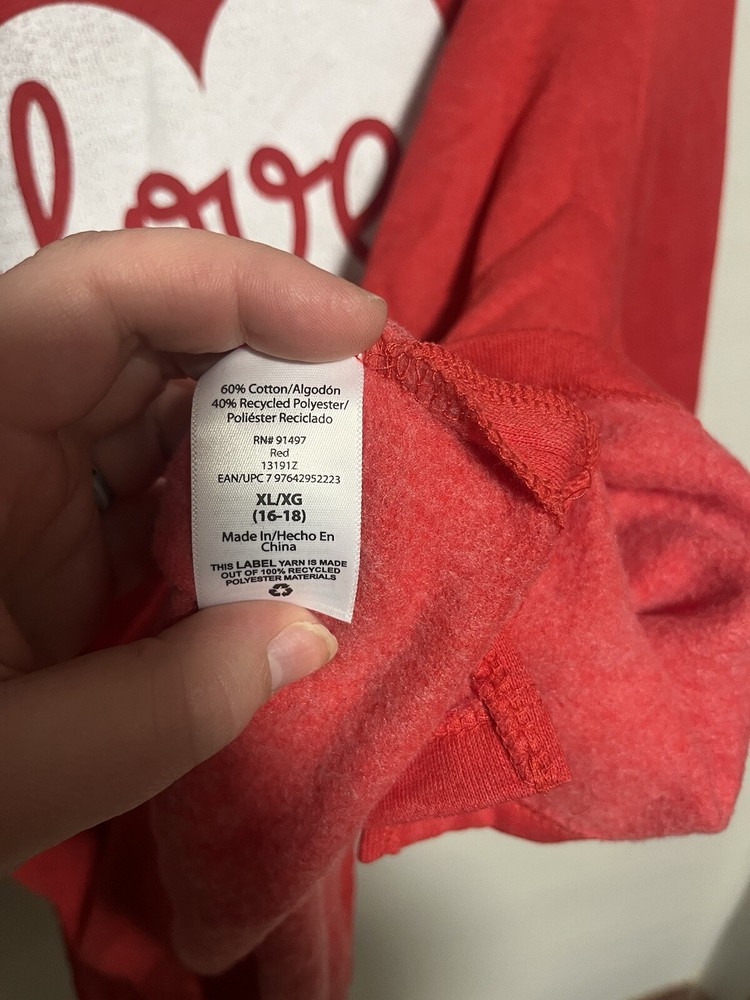 love
60% Cotton/Algodón
40% Recycled Polyester/
Poliéster Reciclado
RN# 91497
Red
13191Z
EAN/UPC 7 97642952223
XL/XG
(16-18)
Made In/Hecho En
China
THIS LABEL YARN IS MADE
OUT OF 100% RECYCLED
POLYESTER MATERIALS